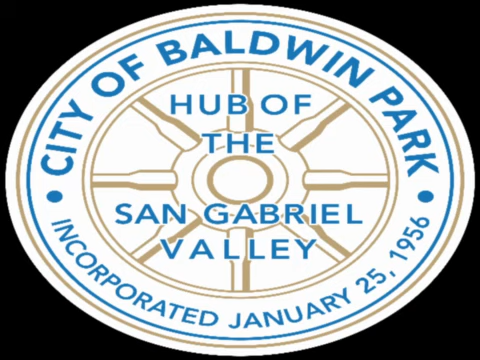 CITY OF BALDWIN PARK
HUB OF
THE
SAN GABRIEL
VALLEY
INCORPORATED JANUARY 25, 1956